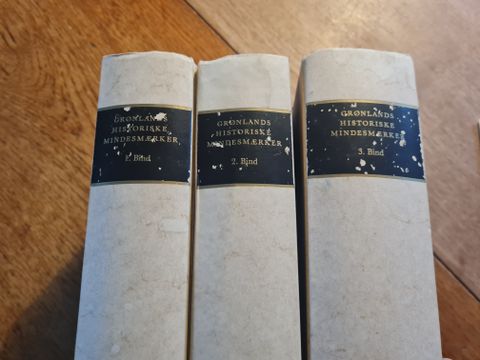 GRØNLANDS
HISTORISKE
MINDESMÆRKER
1. Bind
GRØNLANDS
HISTORISKE
MINDESMÆRKER
2. Bind
GRØNLANDS
HISTORISKE
MINDESMÆRKER
3. Bind